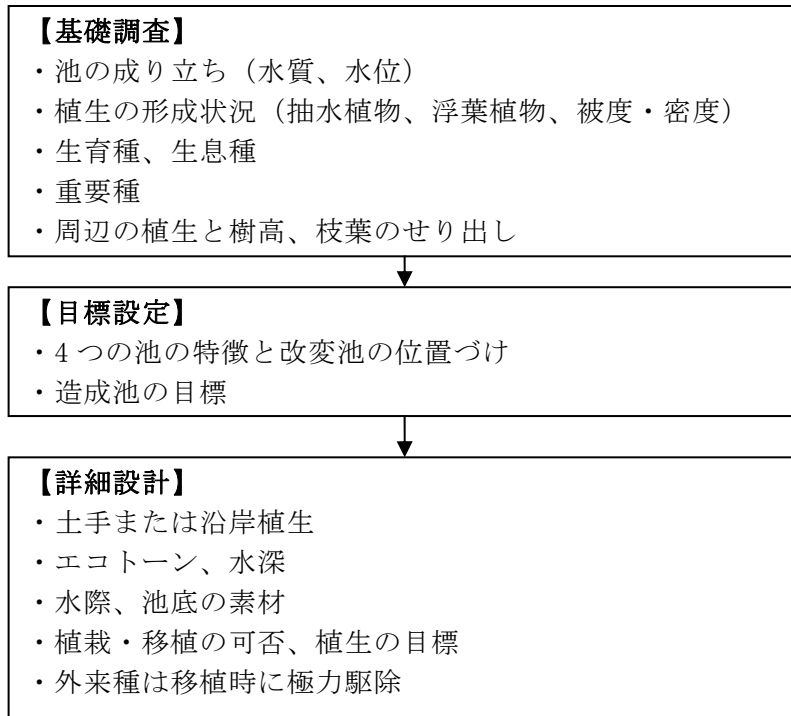 【基礎調査】
・池の成り立ち（水質、水位）
・植生の形成状況（抽水植物、浮葉植物、被度・密度）
・生育種、生息種
・重要種
・周辺の植生と樹高、枝葉のせり出し
【目標設定】
・4つの池の特徴と改変池の位置づけ
・造成池の目標
【詳細設計】
・土手または沿岸植生
・エコトーン、水深
・水際、池底の素材
・植栽・移植の可否、植生の目標
・外来種は移植時に極力駆除